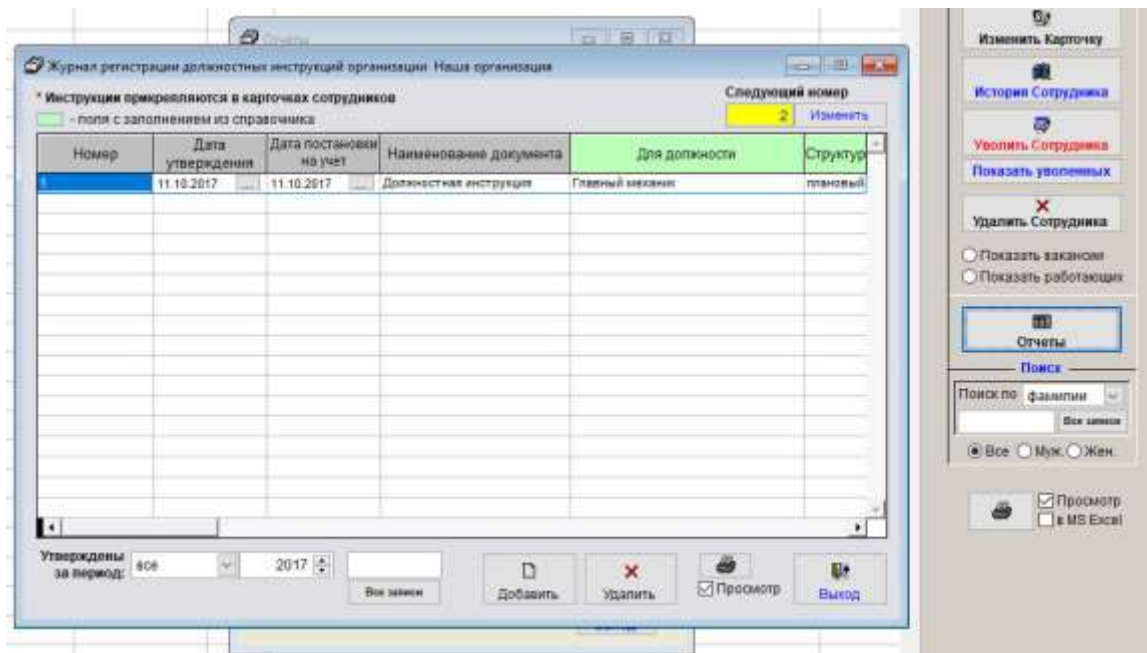 Отчеты
Журнал регистрации должностных инструкций организации Наша организация
* Инструкции прикрепляются в карточках сотрудников
- поля с заполнением из справочника
Следующий номер
2 Изменить
Номер Дата утверждения Дата постановки на учет Наименование документа Для должности Структур
1 11.10.2017 ... 11.10.2017 ... Должностная инструкция Главный механик плановый
Утверждены за период: все 2017
Все записи
Добавить
Удалить
Просмотр
Выход
Изменить Карточку
История Сотрудника
Уволить Сотрудника
Показать уволенных
Удалить Сотрудника
Показать вакансии
Показать работающих
Отчеты
Поиск
Поиск по фамилии
Все записи
Все Муж. Жен.
Просмотр
в MS Excel